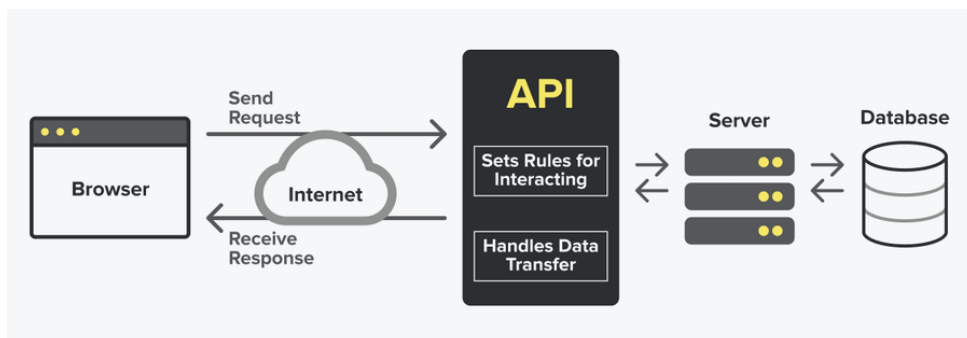 Send
Request
Browser
Internet
Receive
Response
API
Sets Rules for
Interacting
Handles Data
Transfer
Server
Database